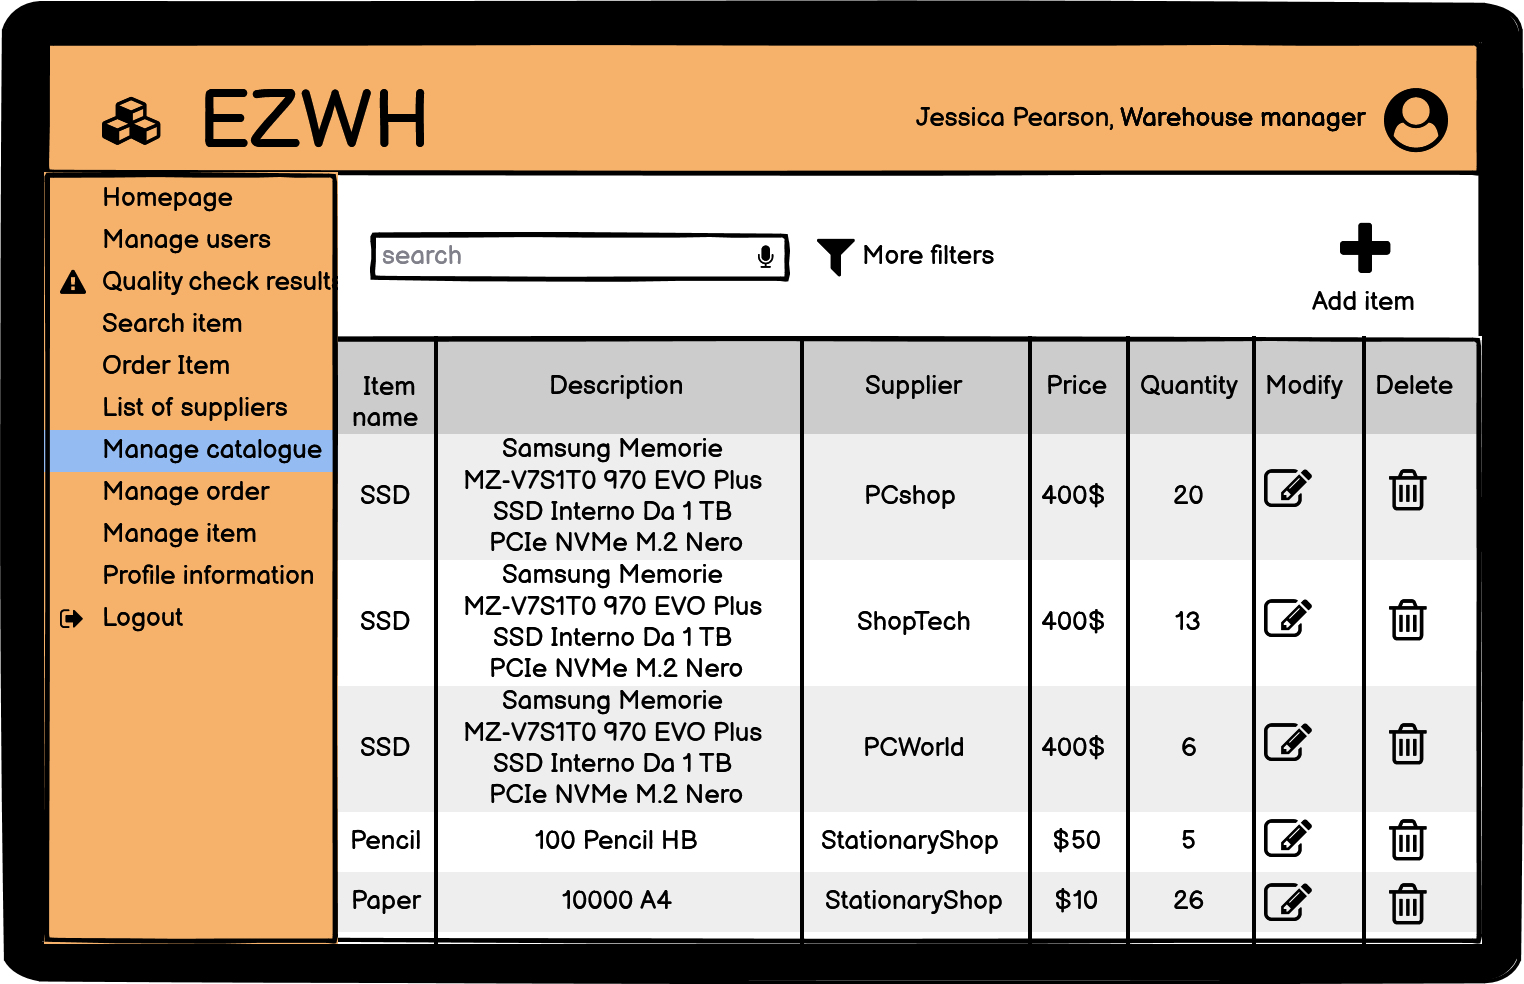 EZWH
Jessica Pearson, Warehouse manager
Homepage
Manage users
Quality check results
Search item
Order Item
List of suppliers
Manage catalogue
Manage order
Manage item
Profile information
Logout
search
More filters
Add item
Item name Description Supplier Price Quantity Modify Delete
Samsung Memorie
MZ-V7S1T0 970 EVO Plus
SSD SSD Interno Da 1 TB PCshop 400$ 20
PCIe NVMe M.2 Nero
Samsung Memorie
MZ-V7S1T0 970 EVO Plus
SSD SSD Interno Da 1 TB ShopTech 400$ 13
PCIe NVMe M.2 Nero
Samsung Memorie
MZ-V7S1T0 970 EVO Plus
SSD SSD Interno Da 1 TB PCWorld 400$ 6
PCIe NVMe M.2 Nero
Pencil 100 Pencil HB StationaryShop $50 5
Paper 10000 A4 StationaryShop $10 26